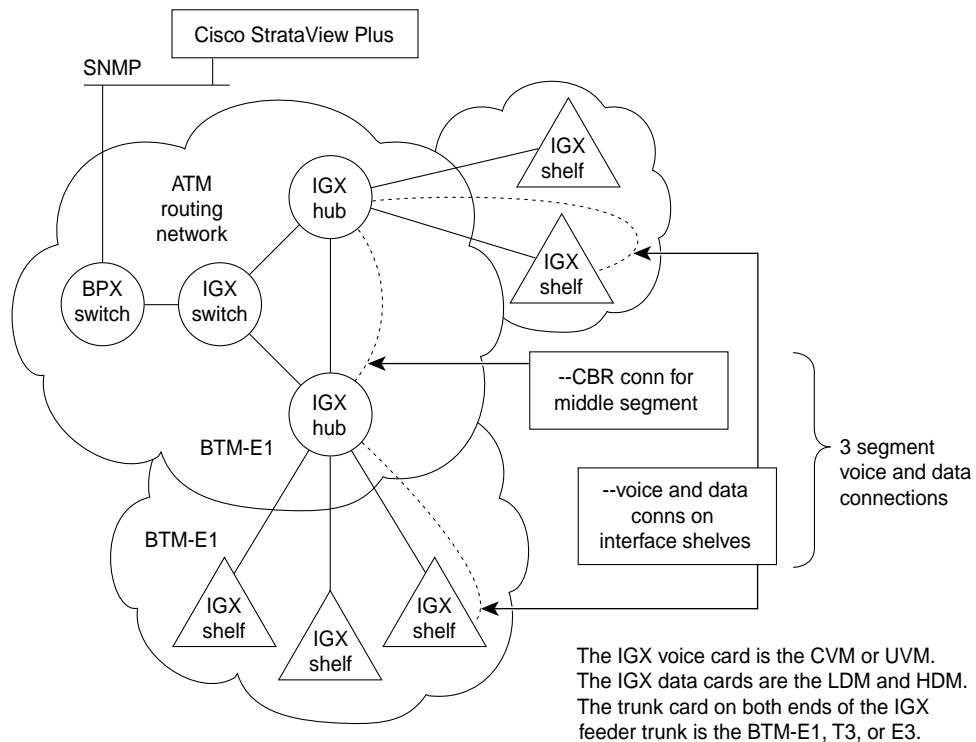 Cisco StrataView Plus
SNMP
ATM
routing
network
IGX
hub
IGX
shelf
IGX
shelf
BPX
switch
IGX
switch
IGX
hub
--CBR conn for
middle segment
BTM-E1
3 segment
voice and data
connections
--voice and data
conns on
interface shelves
BTM-E1
IGX
shelf
IGX
shelf
IGX
shelf
The IGX voice card is the CVM or UVM.
The IGX data cards are the LDM and HDM.
The trunk card on both ends of the IGX
feeder trunk is the BTM-E1, T3, or E3.